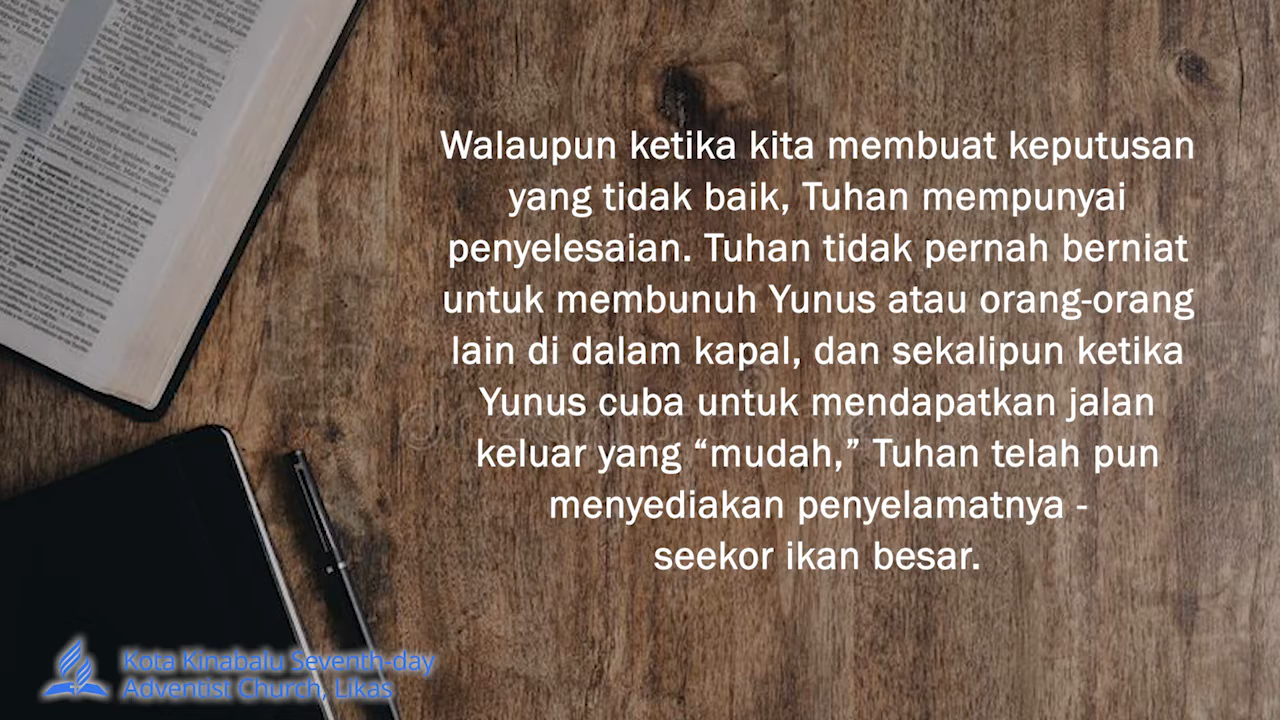 Walaupun ketika kita membuat keputusan
yang tidak baik, Tuhan mempunyai
penyelesaian. Tuhan tidak pernah berniat
untuk membunuh Yunus atau orang-orang
lain di dalam kapal, dan sekalipun ketika
Yunus cuba untuk mendapatkan jalan
keluar yang “mudah,” Tuhan telah pun
menyediakan penyelamatnya -
seekor ikan besar.
Kota Kinabalu Seventh-day
Adventist Church, Likas